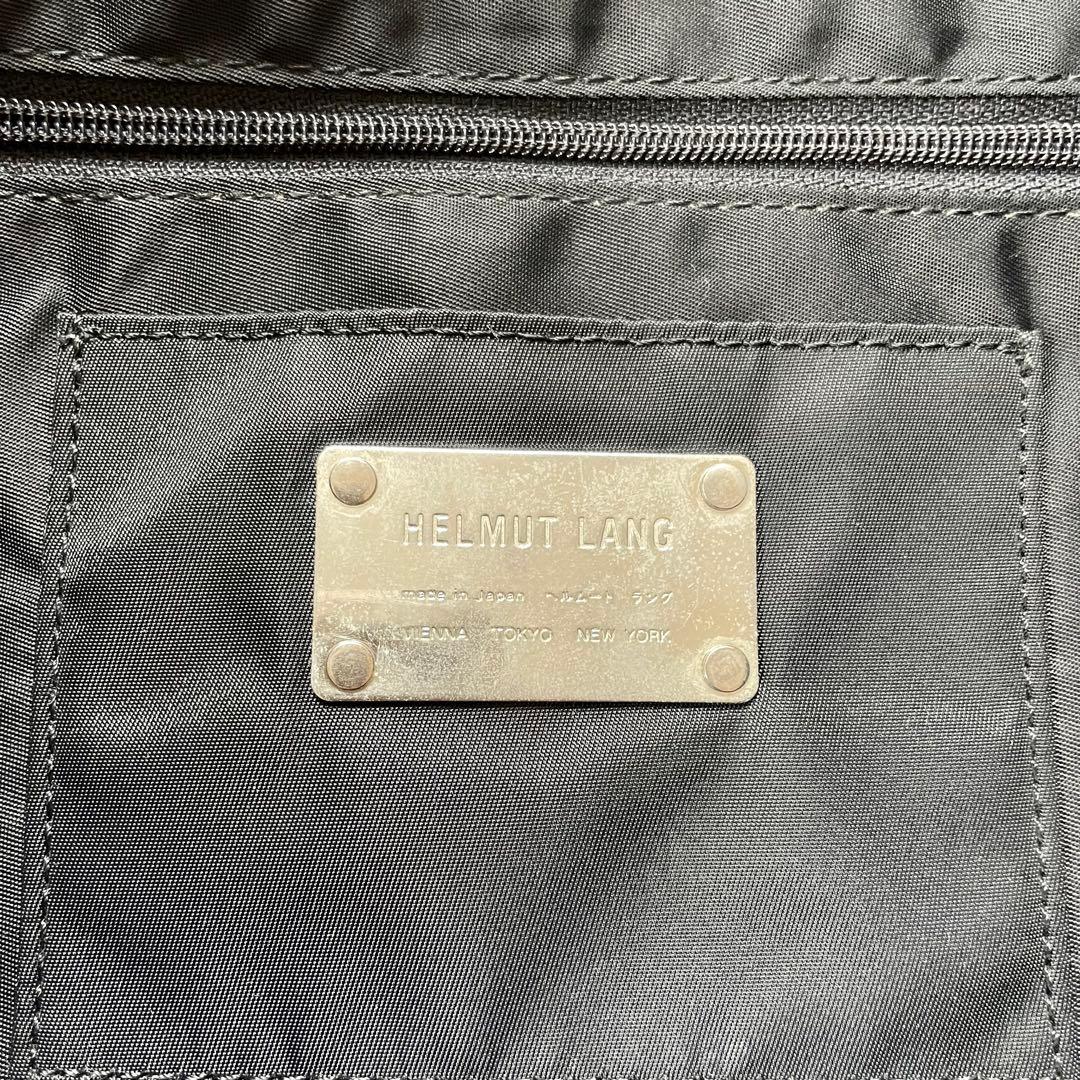 HELMUT LANG
made in Japan ヘルムート ラング
VIENNA TOKYO NEW YORK